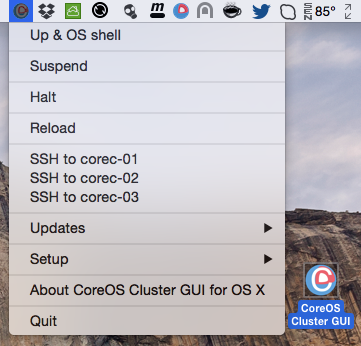 SEN 85°
Up & OS shell
Suspend
Halt
Reload
SSH to corec-01
SSH to corec-02
SSH to corec-03
Updates
Setup
About CoreOS Cluster GUI for OS X
Quit
CoreOS
Cluster GUI